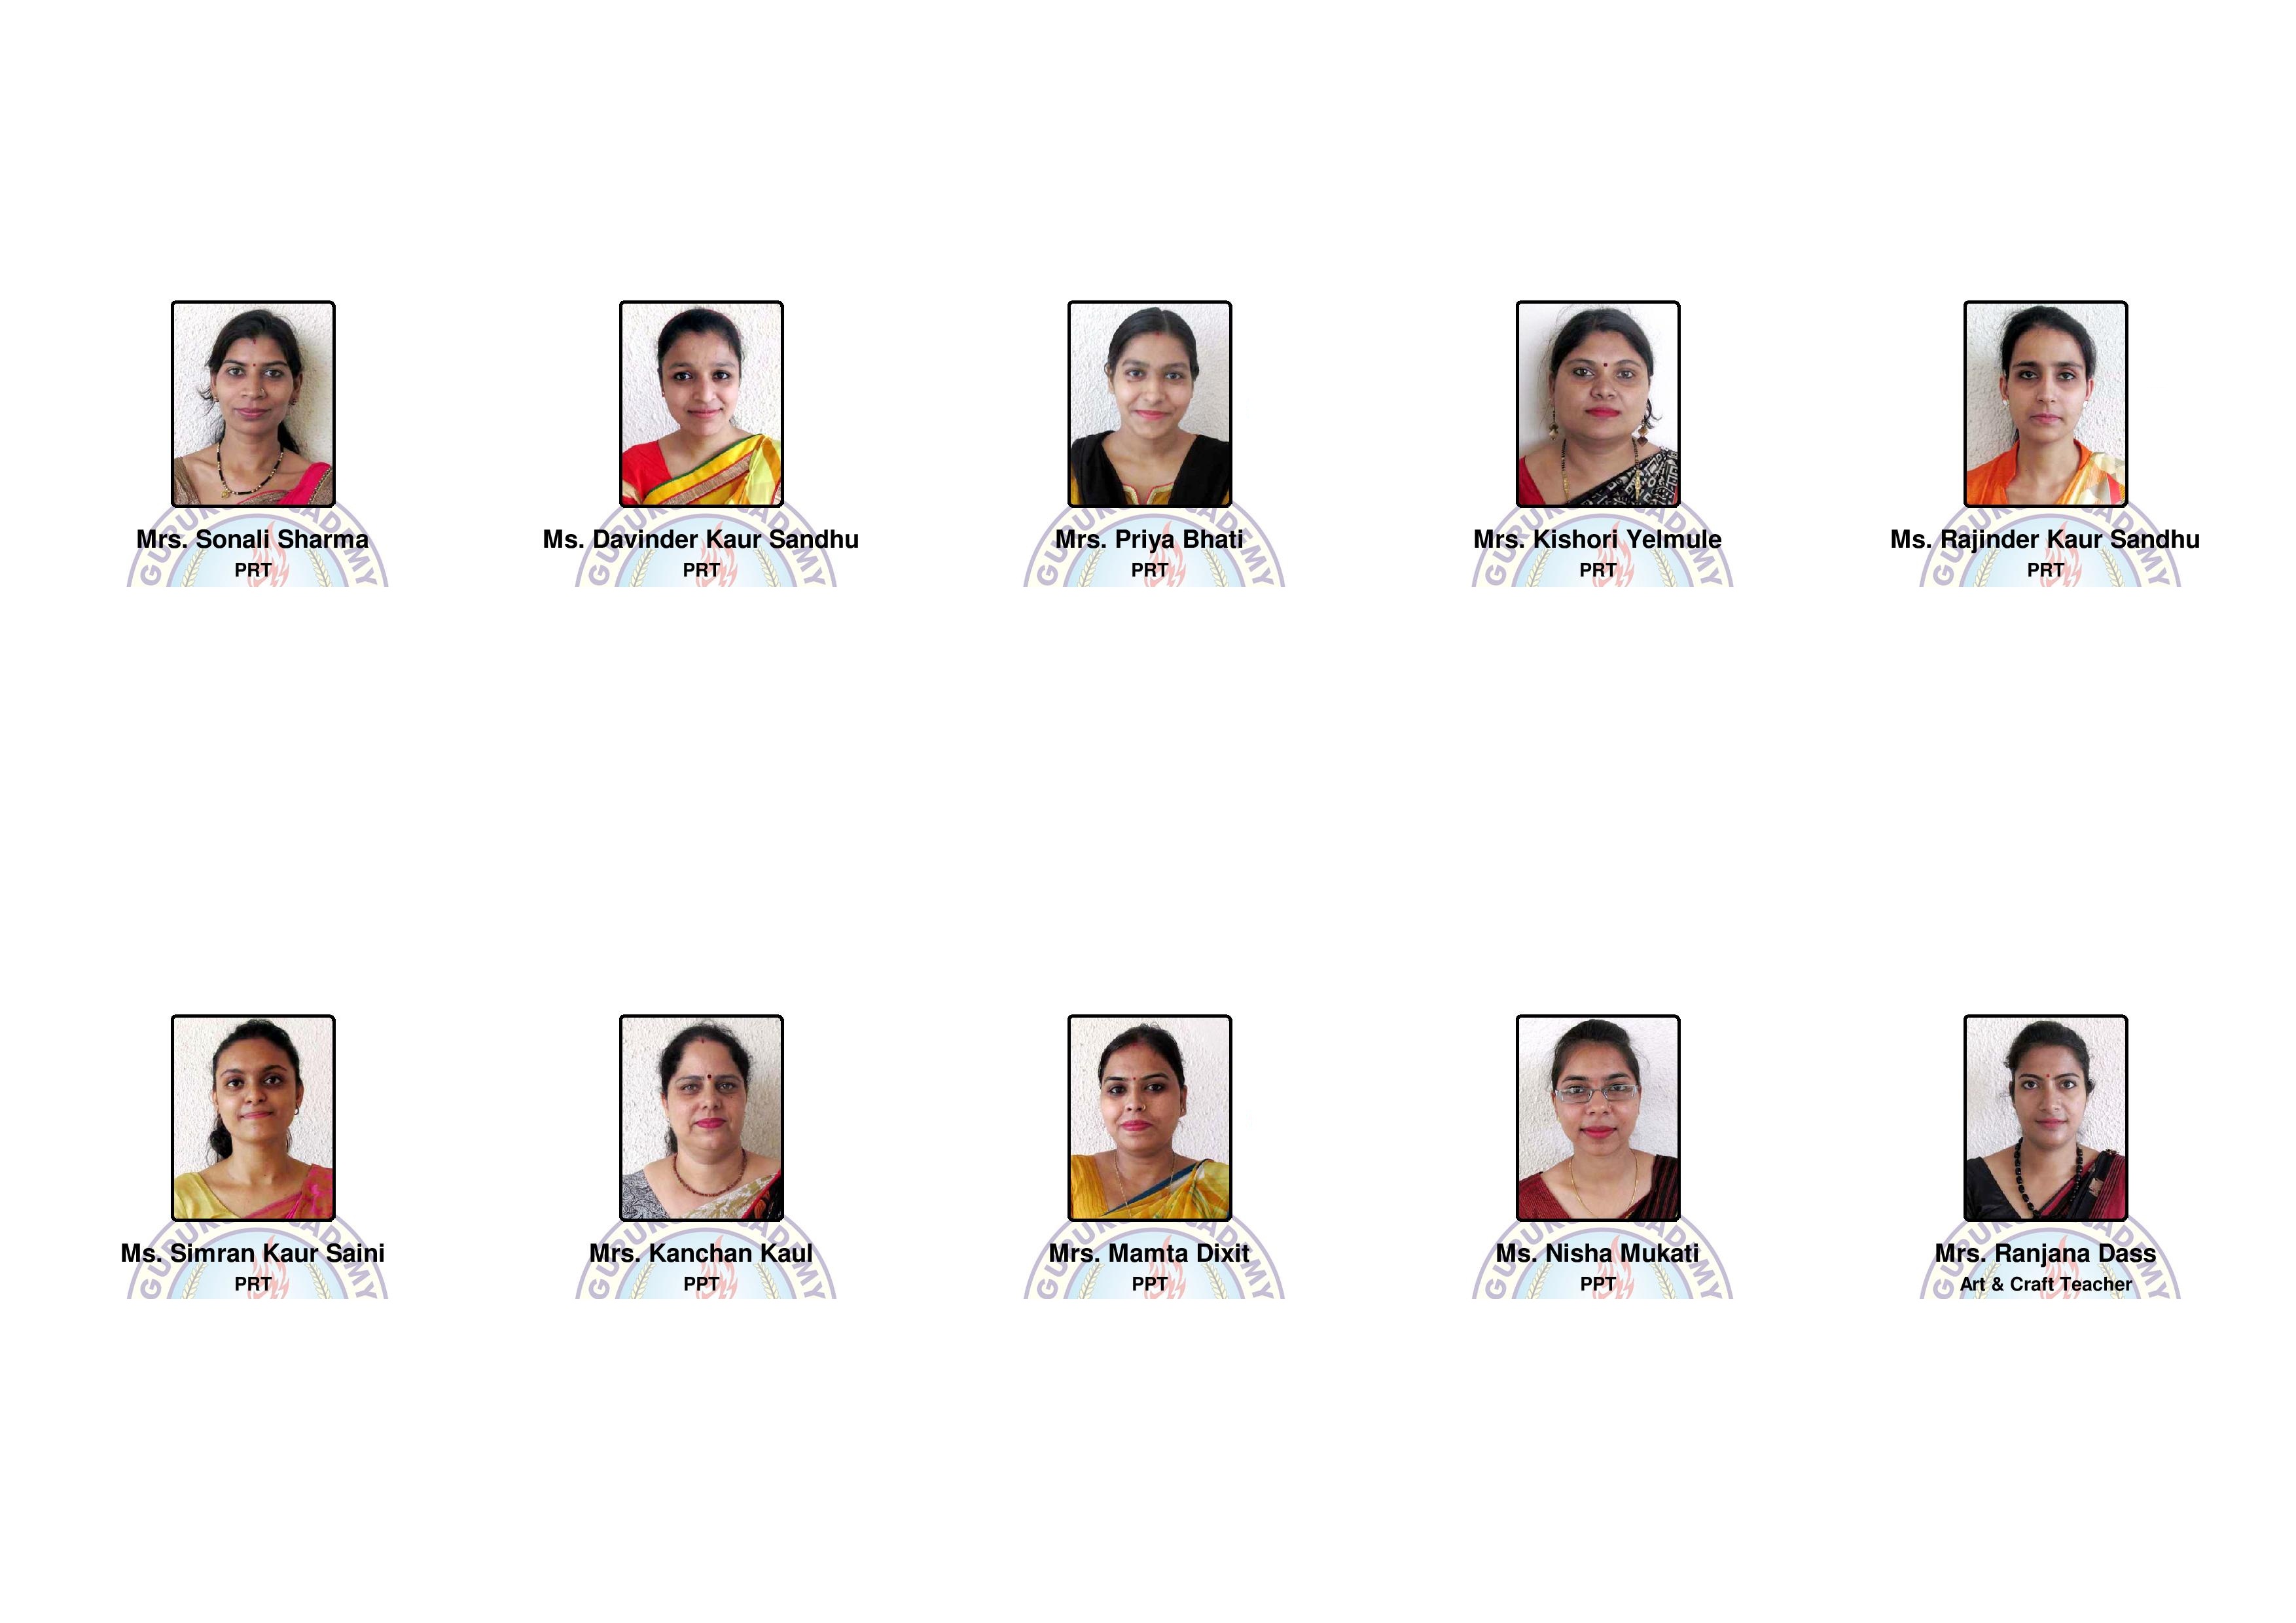 Mrs. Sonali Sharma
PRT
Ms. Davinder Kaur Sandhu
PRT
Mrs. Priya Bhati
PRT
Mrs. Kishori Yelmule
PRT
Ms. Rajinder Kaur Sandhu
PRT
Ms. Simran Kaur Saini
PRT
Mrs. Kanchan Kaul
PPT
Mrs. Mamta Dixit
PPT
Ms. Nisha Mukati
PPT
Mrs. Ranjana Dass
Art & Craft Teacher